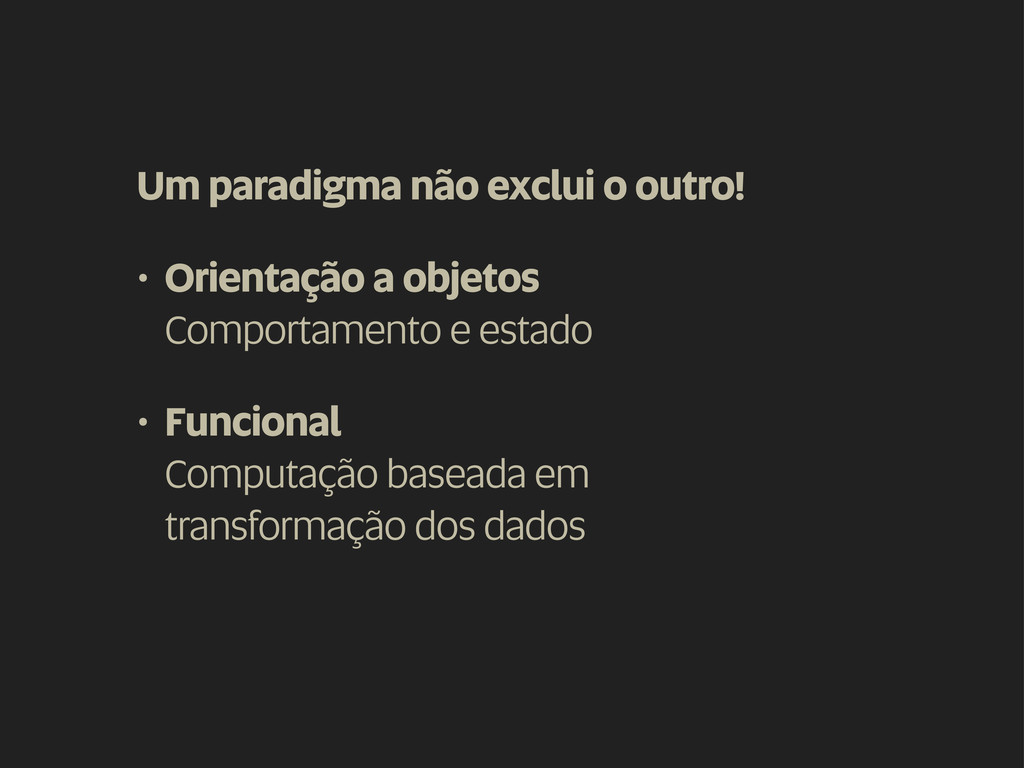 Um paradigma não exclui o outro!
• Orientação a objetos
Comportamento e estado
• Funcional
Computação baseada em
transformação dos dados